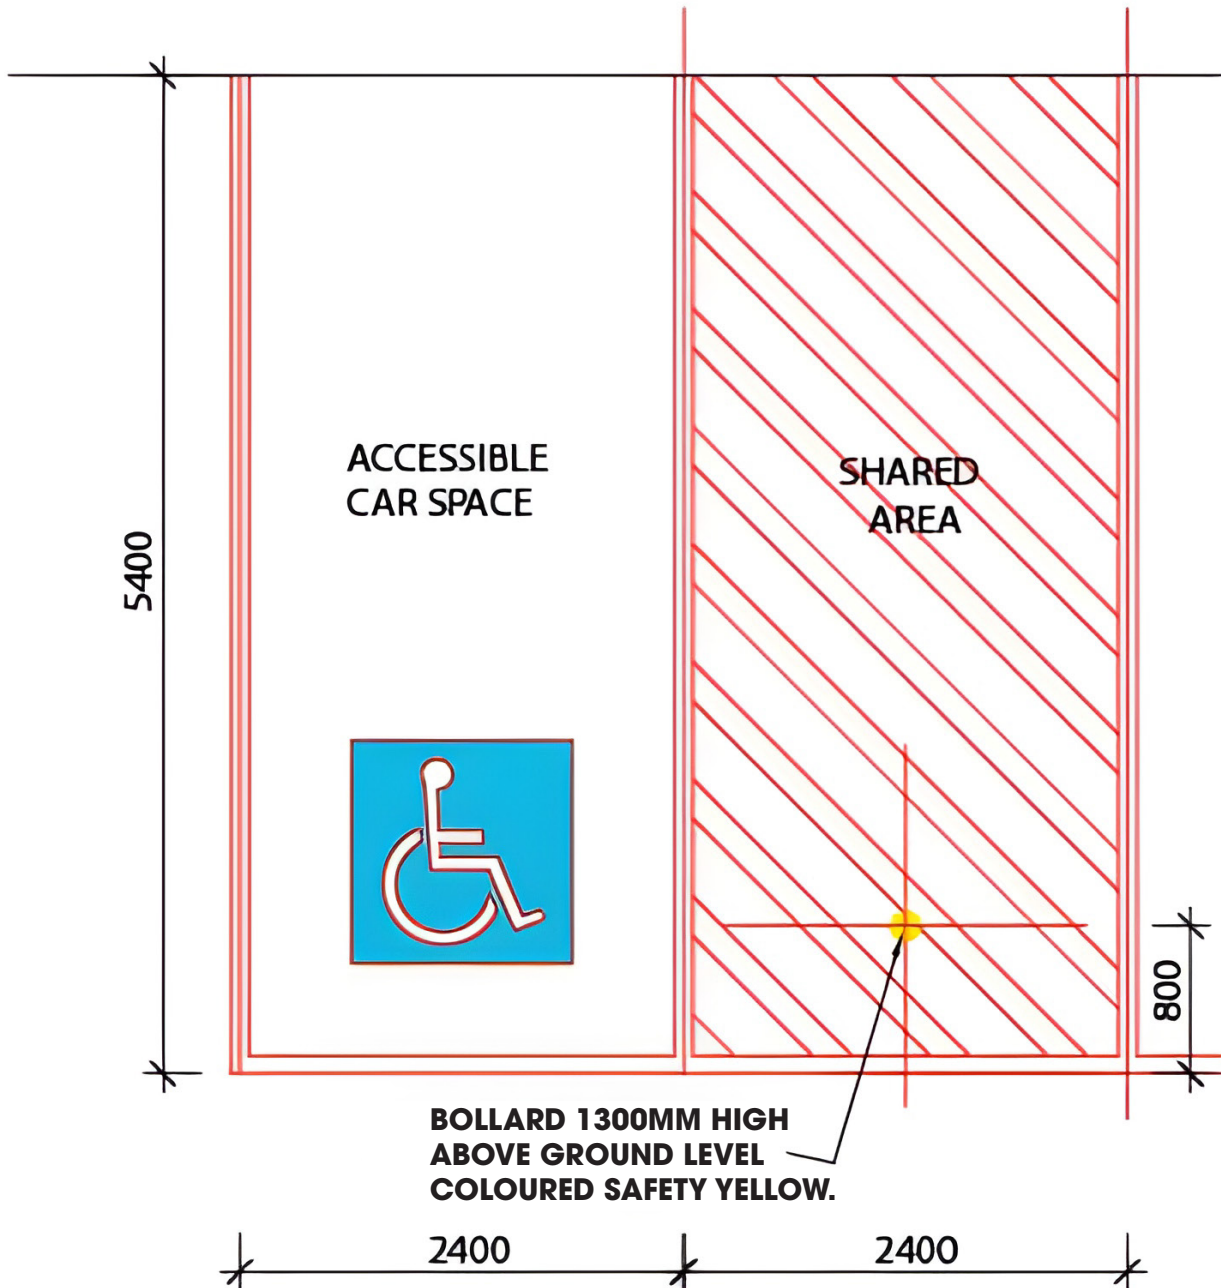 ACCESSIBLE
CAR SPACE
SHARED
AREA
5400
800
BOLLARD 1300MM HIGH
ABOVE GROUND LEVEL
COLOURED SAFETY YELLOW.
2400
2400